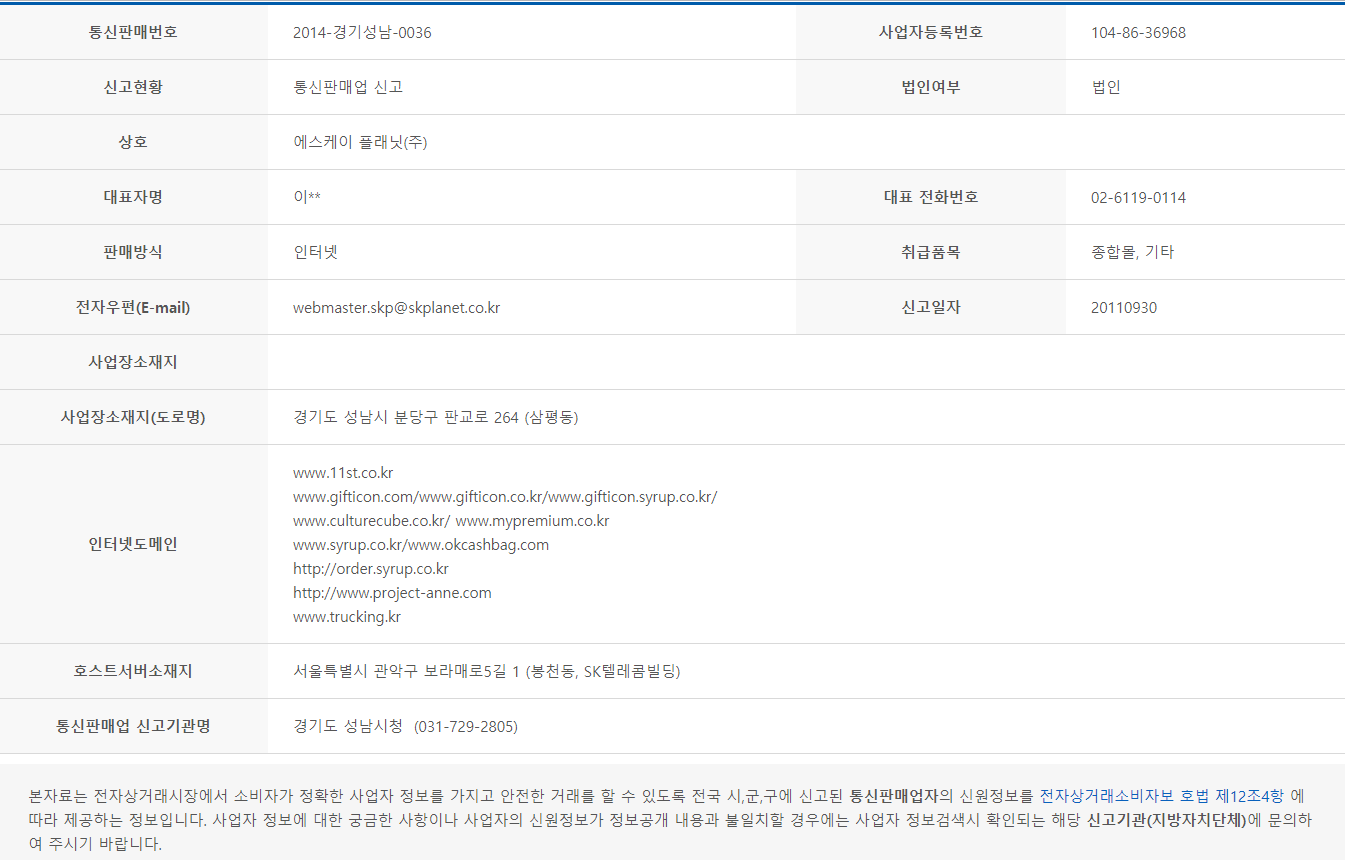 통신판매번호 2014-경기성남-0036 사업자등록번호 104-86-36968
신고현황 통신판매업 신고 법인여부 법인
상호 에스케이 플래닛(주)
대표자명 이** 대표 전화번호 02-6119-0114
판매방식 인터넷 취급품목 종합몰, 기타
전자우편(E-mail) webmaster.skp@skplanet.co.kr 신고일자 20110930
사업장소재지
사업장소재지(도로명) 경기도 성남시 분당구 판교로 264 (삼평동)
인터넷도메인
www.11st.co.kr
www.gifticon.com/www.gifticon.co.kr/www.gifticon.syrup.co.kr/
www.culturecube.co.kr/ www.mypremium.co.kr
www.syrup.co.kr/www.okcashbag.com
http://order.syrup.co.kr
http://www.project-anne.com
www.trucking.kr
호스트서버소재지 서울특별시 관악구 보라매로5길 1 (봉천동, SK텔레콤빌딩)
통신판매업 신고기관명 경기도 성남시청 (031-729-2805)
본자료는 전자상거래시장에서 소비자가 정확한 사업자 정보를 가지고 안전한 거래를 할 수 있도록 전국 시,군,구에 신고된 통신판매업자의 신원정보를 전자상거래소비자보 호법 제12조4항 에
따라 제공하는 정보입니다. 사업자 정보에 대한 궁금한 사항이나 사업자의 신원정보가 정보공개 내용과 불일치할 경우에는 사업자 정보검색시 확인되는 해당 신고기관(지방자치단체)에 문의하
여 주시기 바랍니다.